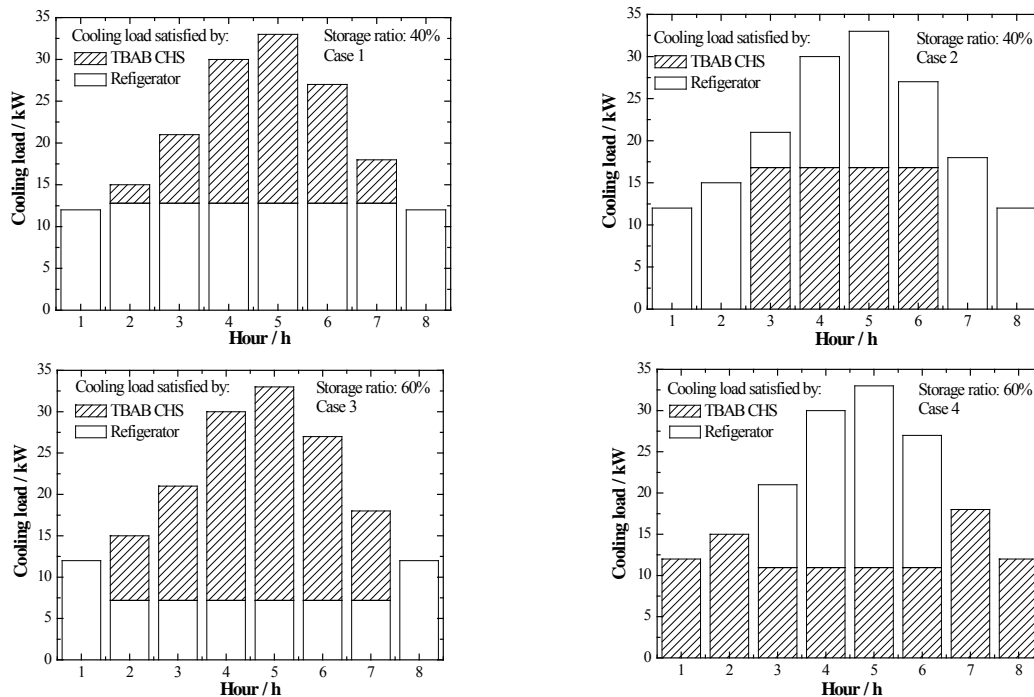 35
30
25
20
15
10
5
0
Cooling load / kW
Cooling load satisfied by:
TBAB CHS
Refigerator
Storage ratio: 40%
Case 1
1 2 3 4 5 6 7 8
Hour / h
35
30
25
20
15
10
5
0
Cooling load / kW
Cooling load satisfied by:
TBAB CHS
Refigerator
Storage ratio: 40%
Case 2
1 2 3 4 5 6 7 8
Hour / h
35
30
25
20
15
10
5
0
Cooling load / kW
Cooling load satisfied by:
TBAB CHS
Refigerator
Storage ratio: 60%
Case 3
1 2 3 4 5 6 7 8
Hour / h
35
30
25
20
15
10
5
0
Cooling load / kW
Cooling load satisfied by:
TBAB CHS
Refigerator
Storage ratio: 60%
Case 4
1 2 3 4 5 6 7 8
Hour / h